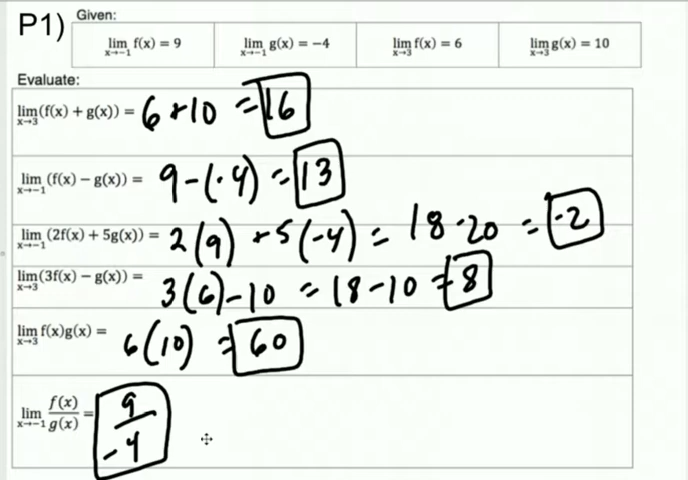 P1) Given:
lim x→-1 f(x) = 9 lim x→-1 g(x) = -4 lim x→3 f(x) = 6 lim x→3 g(x) = 10
Evaluate:
lim x→3 (f(x) + g(x)) = 6 + 10 = 16
lim x→-1 (f(x) - g(x)) = 9 - (-4) = 13
lim x→-1 (2f(x) + 5g(x)) = 2(9) + 5(-4) = 18 - 20 = -2
lim x→3 (3f(x) - g(x)) = 3(6) - 10 = 18 - 10 = 8
lim x→3 f(x)g(x) = 6(10) = 60
lim x→-1 f(x)/g(x) = 9/-4